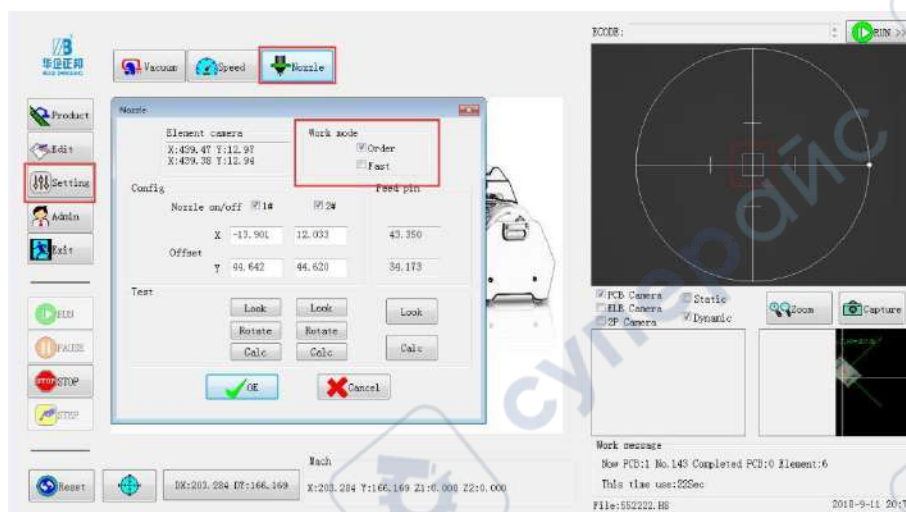 XCODE:
RUN >>
华企正邦
Vacuum
Speed
Nozzle
Product
Edit
Setting
Admin
Exit
RUN
PAUSE
STOP
STOP
STEP
Reset
Nozzle
Element camera
X:439.47 Y:12.97
X:439.38 Y:12.94
Work mode
Order
Fast
Config
Feed pin
Nozzle on/off 1# 2#
X -13.901 12.033 43.350
Offset
Y 44.642 44.620 34.173
Test
Look Look Look
Rotate Rotate
Calc Calc Calc
OK Cancel
PCB Camera
ELE Camera
2P Camera
Static
Dynamic
Zoom
Capture
Work message
Now PCB:1 No.143 Completed PCB:0 Element:6
This time use:22Sec
File:552222.HS
2018-9-11 20:
Mach
DX:203.284 DY:166.169
X:203.284 Y:166.169 Z1:0.000 Z2:0.000
супераис